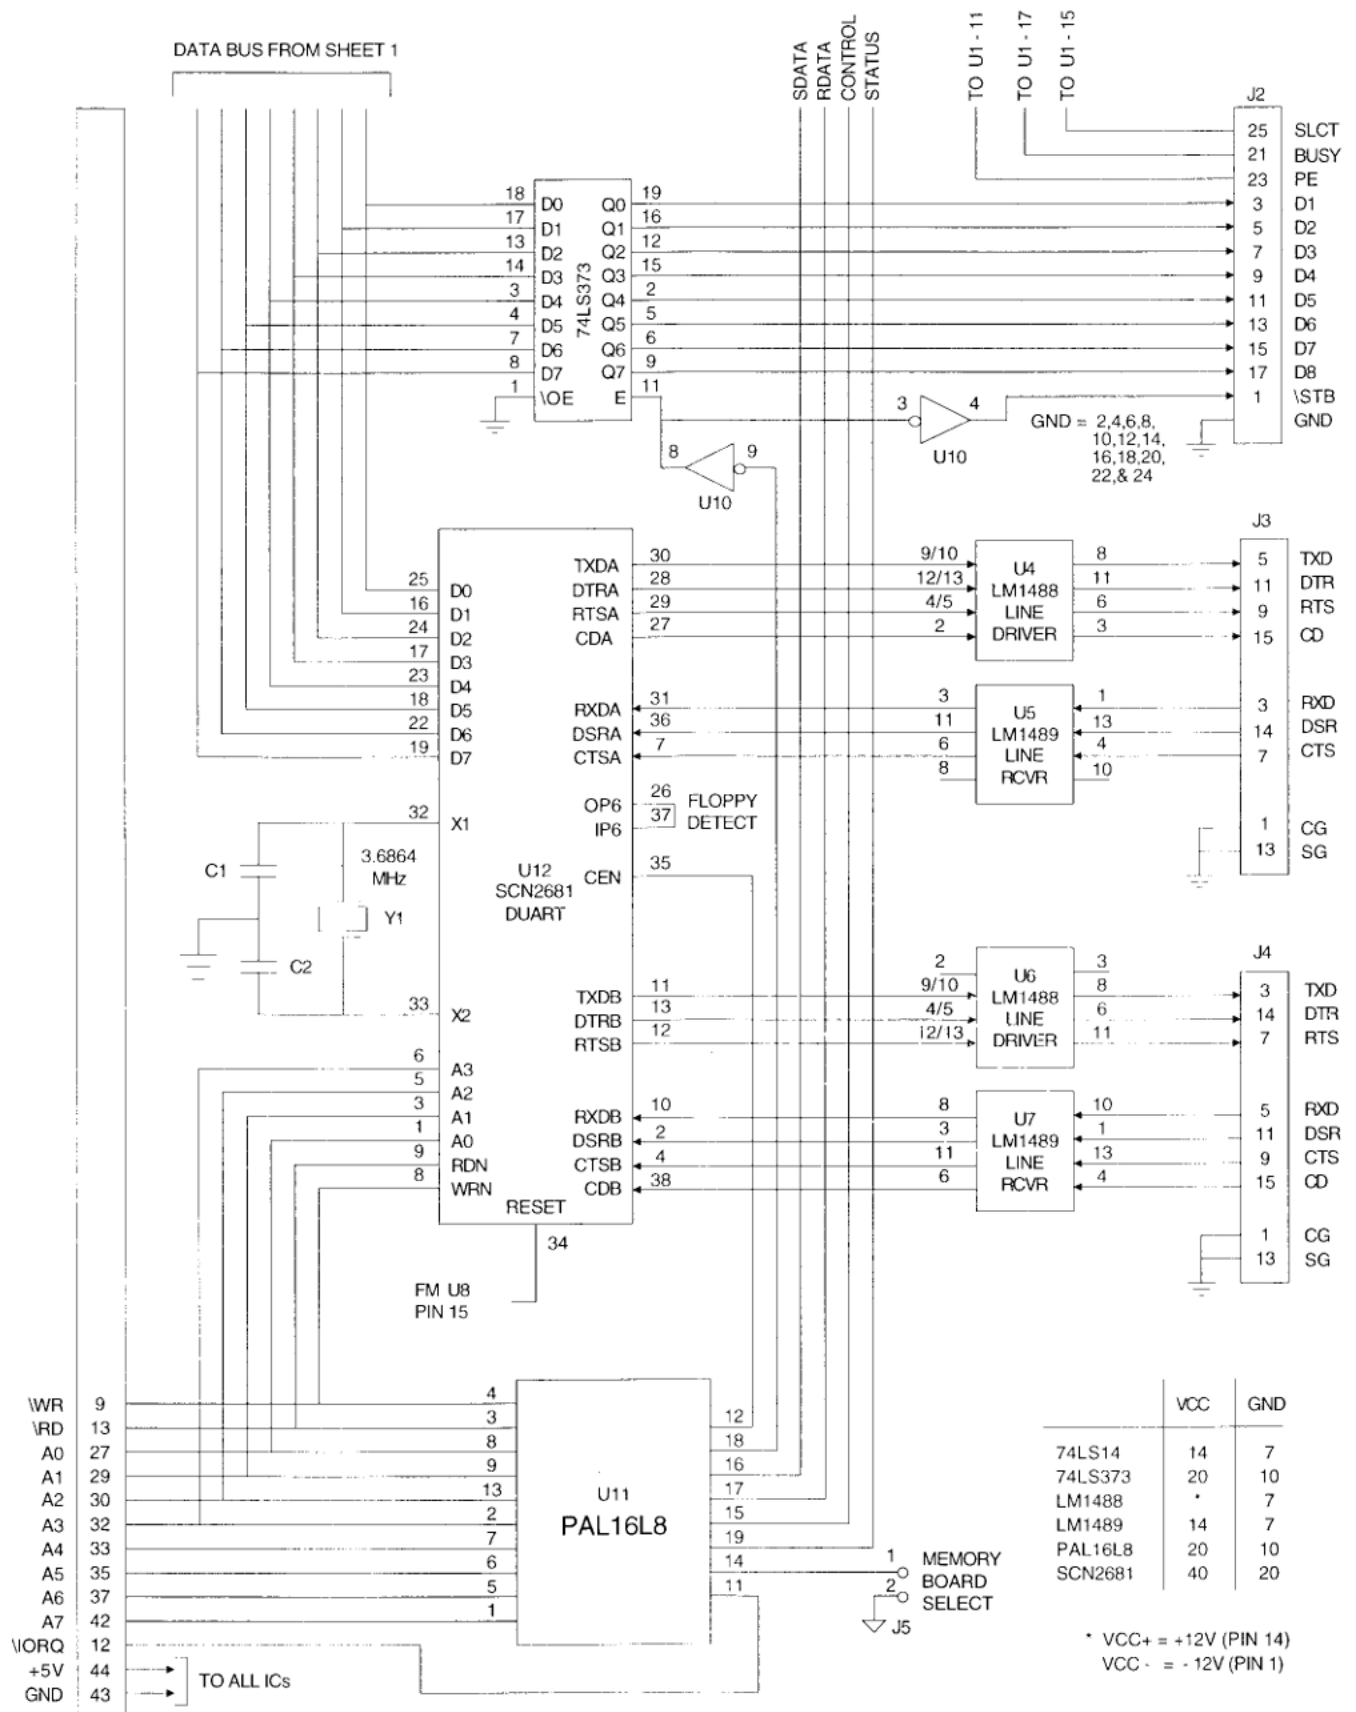 DATA BUS FROM SHEET 1
SDATA
RDATA
CONTROL
STATUS
TO U1 - 11
TO U1 - 17
TO U1 - 15
J2
25 SLCT
21 BUSY
23 PE
18 D0 Q0 19 3 D1
17 D1 Q1 16 5 D2
13 D2 Q2 12 7 D3
14 D3 Q3 15 9 D4
3 D4 Q4 2 11 D5
4 D5 Q5 5 13 D6
7 D6 Q6 6 15 D7
8 D7 Q7 9 17 D8
1 \OE E 11 3 4 1 \STB
74LS373
GND
GND = 2,4,6,8,
10,12,14,
16,18,20,
22,& 24
U10
8 9
U10
J3
TXDA 30 9/10 8 5 TXD
DTRA 28 12/13 11 11 DTR
RTSA 29 4/5 6 9 RTS
CDA 27 2 3 15 CD
U4
LM1488
LINE
DRIVER
25 D0
16 D1
24 D2
17 D3
23 D4
18 D5
22 D6
19 D7
RXDA 31 3 1 3 RXD
DSRA 36 11 13 14 DSR
CTSA 7 6 4 7 CTS
8 10
U5
LM1489
LINE
RCVR
OP6 26
IP6 37
FLOPPY
DETECT
1 CG
13 SG
32 X1
C1
3.6864
MHz
Y1
C2
33 X2
U12
SCN2681
DUART
CEN 35
J4
2 3
TXDB 11 9/10 8 3 TXD
DTRB 13 4/5 6 14 DTR
RTSB 12 12/13 11 7 RTS
U6
LM1488
LINE
DRIVER
6 A3
5 A2
3 A1
1 A0
9 RDN
8 WRN
RXDB 10 8 10 5 RXD
DSRB 2 3 1 11 DSR
CTSB 4 11 13 9 CTS
CDB 38 6 4 15 CD
U7
LM1489
LINE
RCVR
RESET
34
FM U8
PIN 15
1 CG
13 SG
\WR 9 4
\RD 13 3
A0 27 8
A1 29 9
A2 30 13
A3 32 2
A4 33 7
A5 35 6
A6 37 5
A7 42 1
\IORQ 12
+5V 44
GND 43
TO ALL ICs
U11
PAL16L8
12
18
16
17
15
19
14 1
11 2
MEMORY
BOARD
SELECT
J5
VCC GND
74LS14 14 7
74LS373 20 10
LM1488 * 7
LM1489 14 7
PAL16L8 20 10
SCN2681 40 20
* VCC+ = +12V (PIN 14)
VCC - = - 12V (PIN 1)